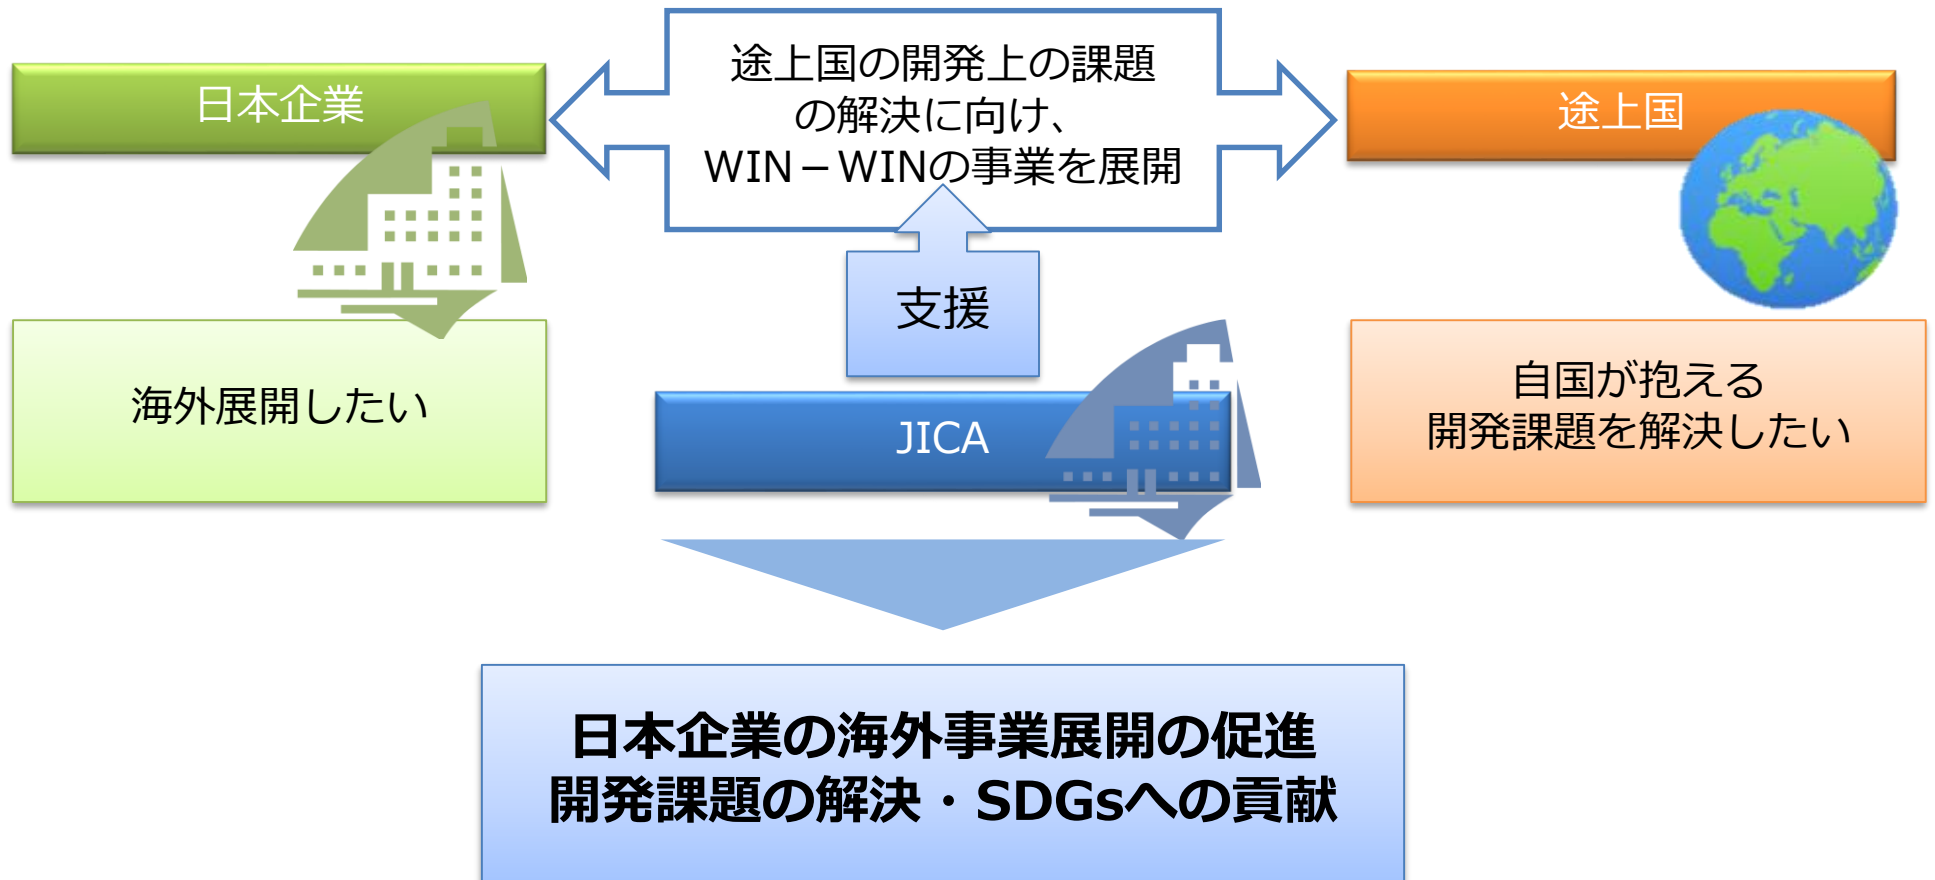 日本企業
途上国の開発上の課題
の解決に向け、
WIN－WINの事業を展開
途上国
支援
海外展開したい
JICA
自国が抱える
開発課題を解決したい
日本企業の海外事業展開の促進
開発課題の解決・SDGsへの貢献